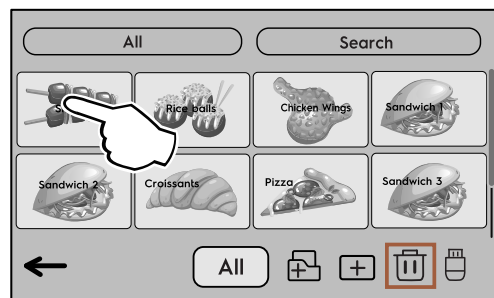 All
Search
Rice balls
Chicken Wings
Sandwich 1
Sandwich 2
Croissants
Pizza
Sandwich 3
All